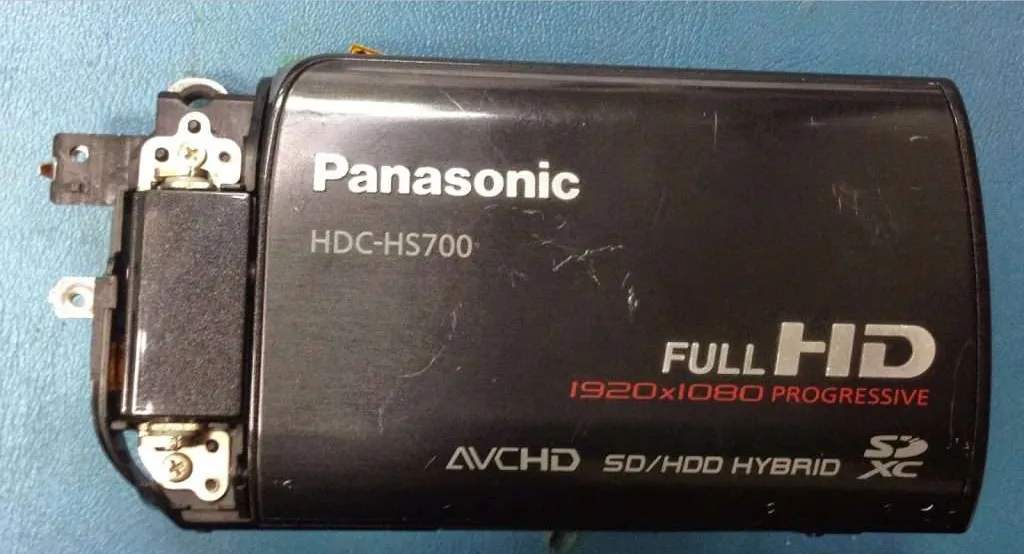 Panasonic
HDC-HS700
FULL HD
1920x1080 PROGRESSIVE
AVCHD SD/HDD HYBRID SD XC